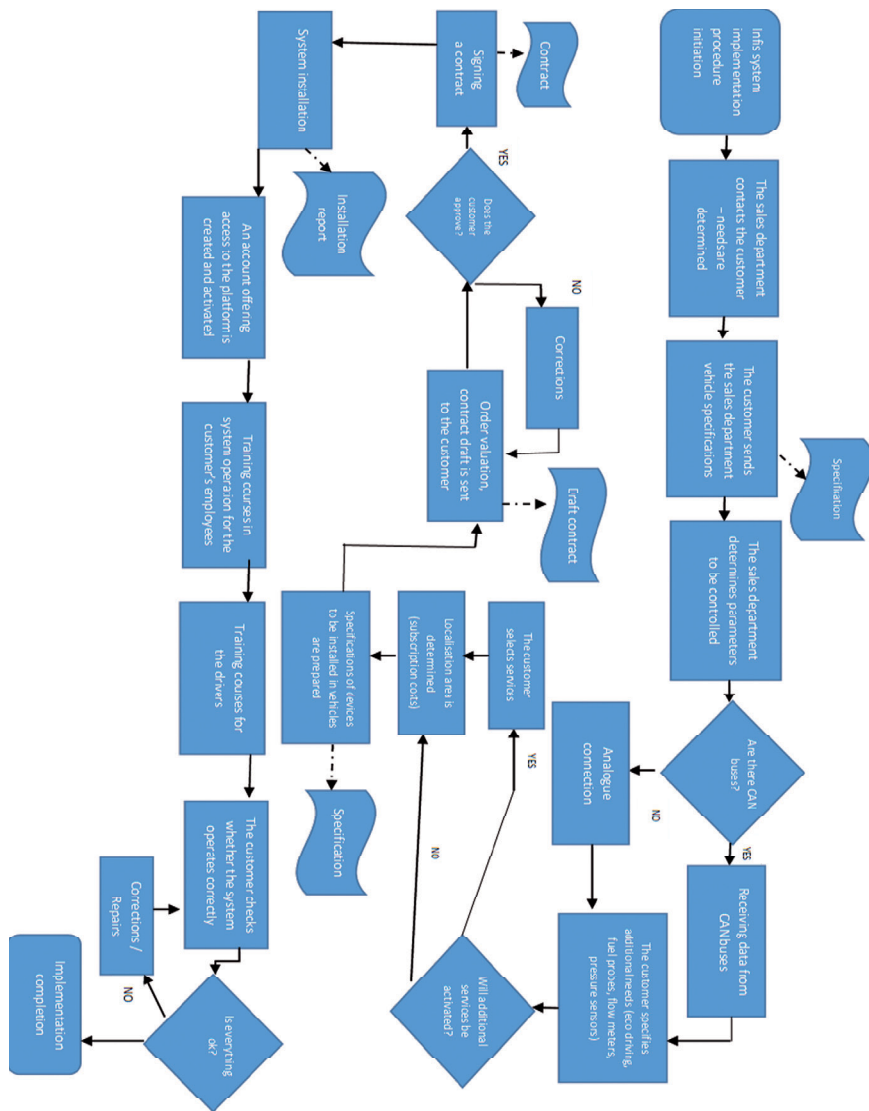 Infis system
implementation
procedure
initiation
The sales department
contacts the customer
– needs are
determined
The customer sends
the sales department
vehicle specifications
Specification
The sales department
determines parameters
to be controlled
Are there CAN
buses?
YES
NO
Receiving data from
CAN buses
Analogue
connection
The customer specifies
additional needs (eco driving,
fuel probes, flow meters,
pressure sensors)
Will additional
services be
activated?
YES
NO
The customer
selects services
Localisation area is
determined
(subscription costs)
Specifications of devices
to be installed in vehicles
are prepared
Specification
Order valuation,
contract draft is sent
to the customer
Draft contract
Does the
customer
approve?
NO
Corrections
YES
Signing
a contract
Contract
System installation
Installation
report
An account offering
access to the platform is
created and activated
Training courses in
system operation for the
customer's employees
Training courses for
the drivers
The customer checks
whether the system
operates correctly
Is everything
ok?
NO
Corrections /
Repairs
Implementation
completion